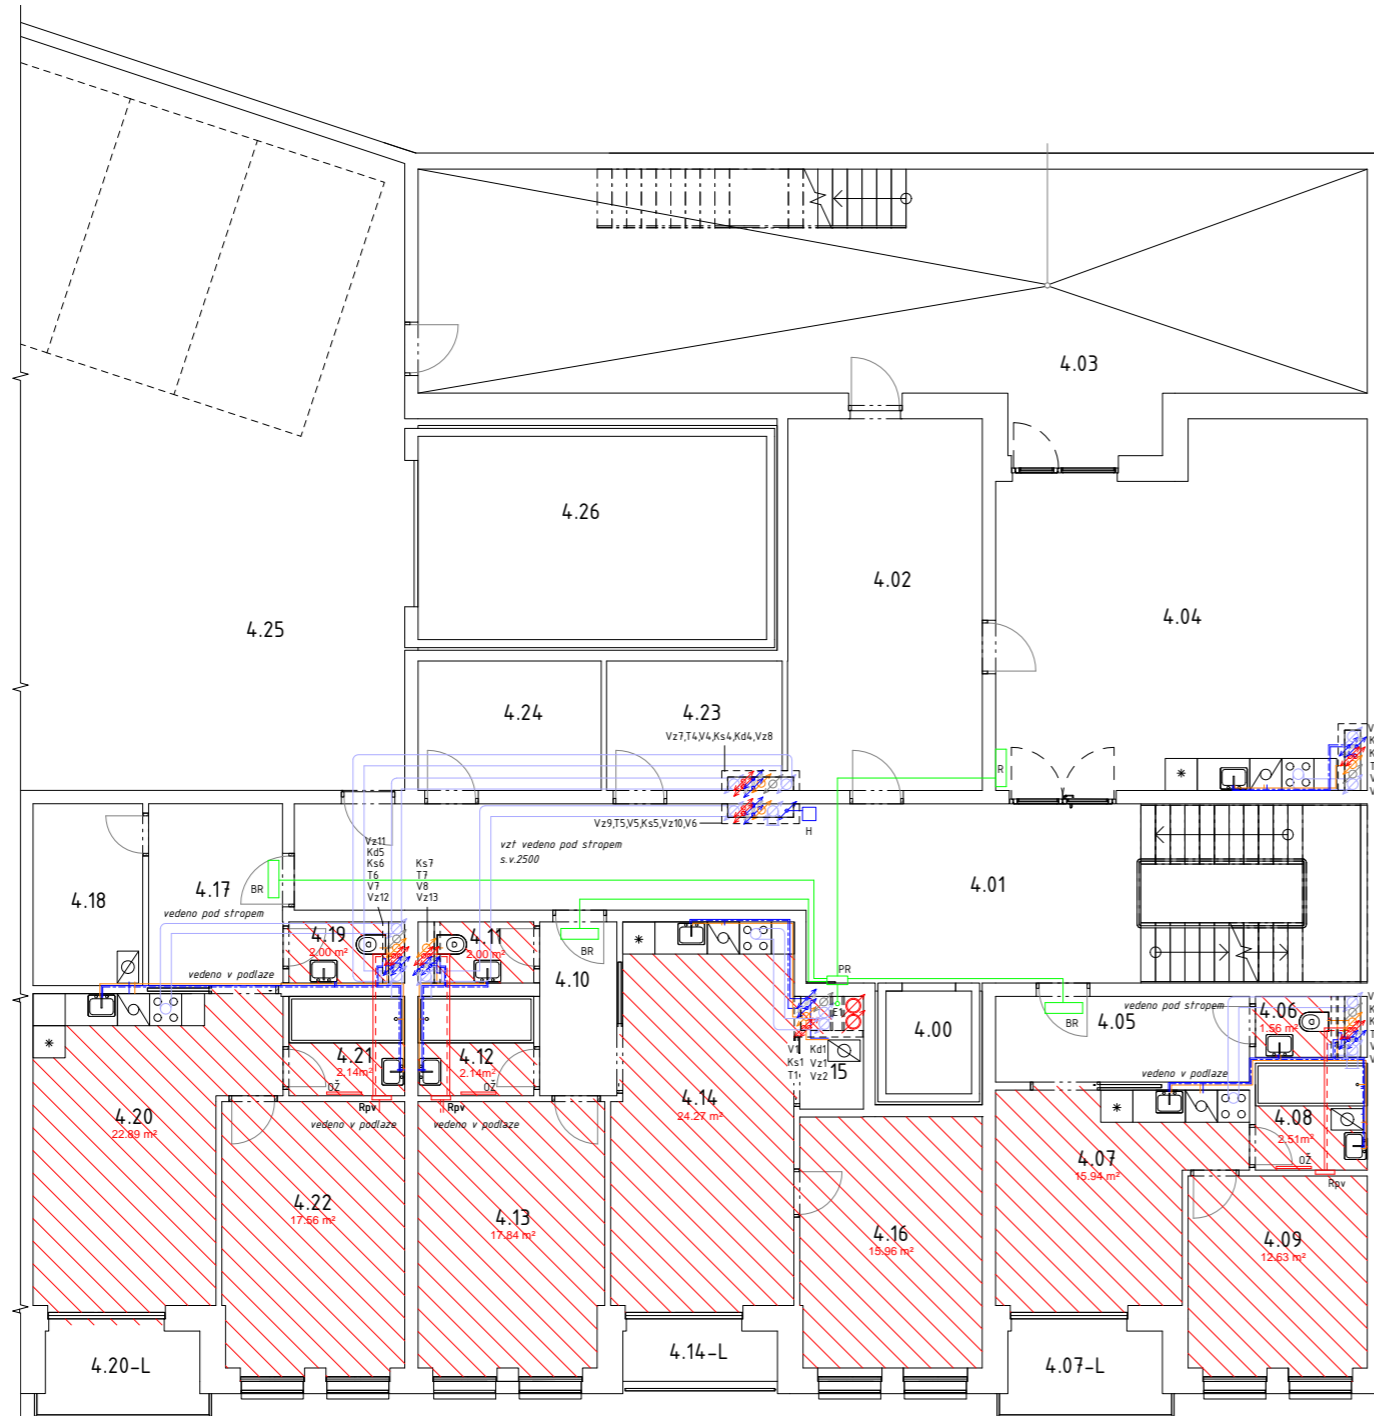 4.03
4.26
4.02
4.04
4.25
4.24
4.23
Vz7,T4,V4,Ks4,Kd4,Vz8
R
Vz9,T5,V5,Ks5,Vz10,V6
H
vzt vedeno pod stropem
s.v.2500
Vz11
Kd5
Ks6
T6
V7
Vz12
Ks7
T7
V8
Vz13
4.01
4.18
4.17
BR
vedeno pod stropem
4.19
2.00 m²
4.11
2.00 m²
4.10
BR
vedeno v podlaze
PR
E1
4.00
4.05
BR
vedeno pod stropem
4.06
1.56 m²
V1
Ks1
T1
Kd1
Vz1
Vz2
15
vedeno v podlaze
4.21
2.14m²
OŽ
4.12
2.14m²
OŽ
Rpv
Rpv
vedeno v podlaze
vedeno v podlaze
4.20
22.89 m²
4.14
24.27 m²
4.08
2.51m²
OŽ
Rpv
4.07
15.94 m²
4.22
17.56 m²
4.13
17.84 m²
4.16
15.96 m²
4.09
12.63 m²
4.20-L
4.14-L
4.07-L